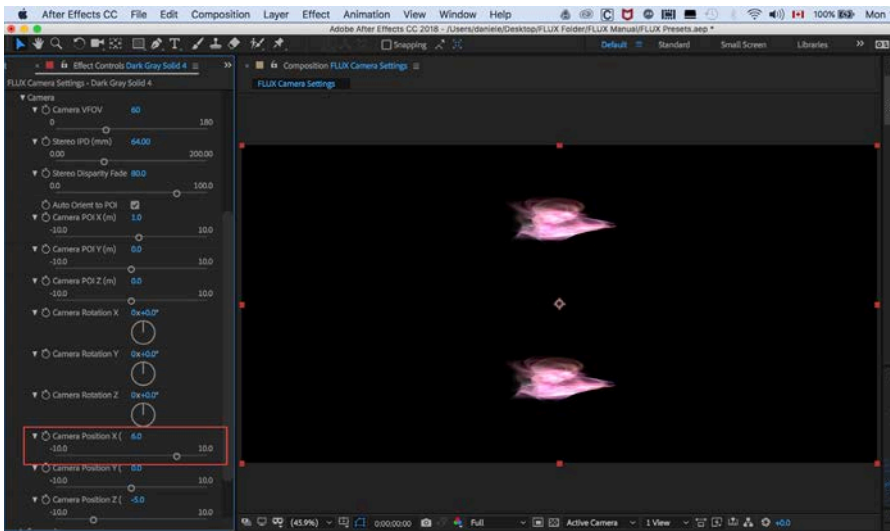 After Effects CC File Edit Composition Layer Effect Animation View Window Help 100% Mon
Adobe After Effects CC 2018 - /Users/daniele/Desktop/FLUX Folder/FLUX Manual/FLUX Presets.aep *
Snapping Default Standard Small Screen Libraries
Effect Controls Dark Gray Solid 4
Composition FLUX Camera Settings
FLUX Camera Settings - Dark Gray Solid 4
FLUX Camera Settings
Camera
Camera VFOV 60
0 180
Stereo IPD (mm) 64.00
0.00 200.00
Stereo Disparity Fade 80.0
0.0 100.0
Auto Orient to POI
Camera POI X (m) 1.0
-10.0 10.0
Camera POI Y (m) 0.0
-10.0 10.0
Camera POI Z (m) 0.0
-10.0 10.0
Camera Rotation X 0x+0.0°
Camera Rotation Y 0x+0.0°
Camera Rotation Z 0x+0.0°
Camera Position X ( 6.0
-10.0 10.0
Camera Position Y ( 0.0
-10.0 10.0
Camera Position Z ( -5.0
-10.0 10.0
(45.9%) 0;00;00;00 Full Active Camera 1 View +0.0